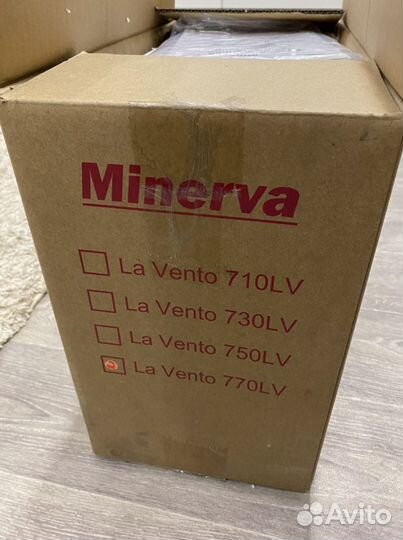 Minerva
La Vento 710LV
La Vento 730LV
La Vento 750LV
La Vento 770LV
Avito